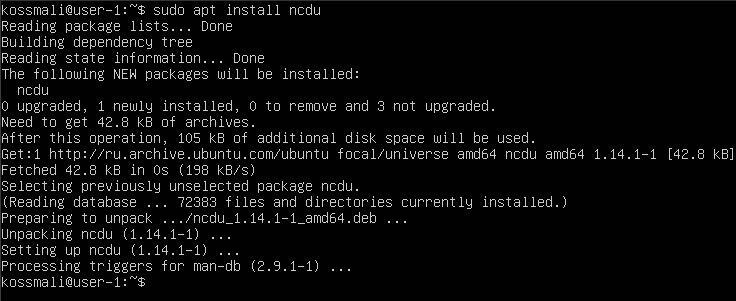 kossmali@user-1:~$ sudo apt install ncdu
Reading package lists... Done
Building dependency tree
Reading state information... Done
The following NEW packages will be installed:
  ncdu
0 upgraded, 1 newly installed, 0 to remove and 3 not upgraded.
Need to get 42.8 kB of archives.
After this operation, 105 kB of additional disk space will be used.
Get:1 http://ru.archive.ubuntu.com/ubuntu focal/universe amd64 ncdu amd64 1.14.1-1 [42.8 kB]
Fetched 42.8 kB in 0s (198 kB/s)
Selecting previously unselected package ncdu.
(Reading database ... 72383 files and directories currently installed.)
Preparing to unpack .../ncdu_1.14.1-1_amd64.deb ...
Unpacking ncdu (1.14.1-1) ...
Setting up ncdu (1.14.1-1) ...
Processing triggers for man-db (2.9.1-1) ...
kossmali@user-1:~$